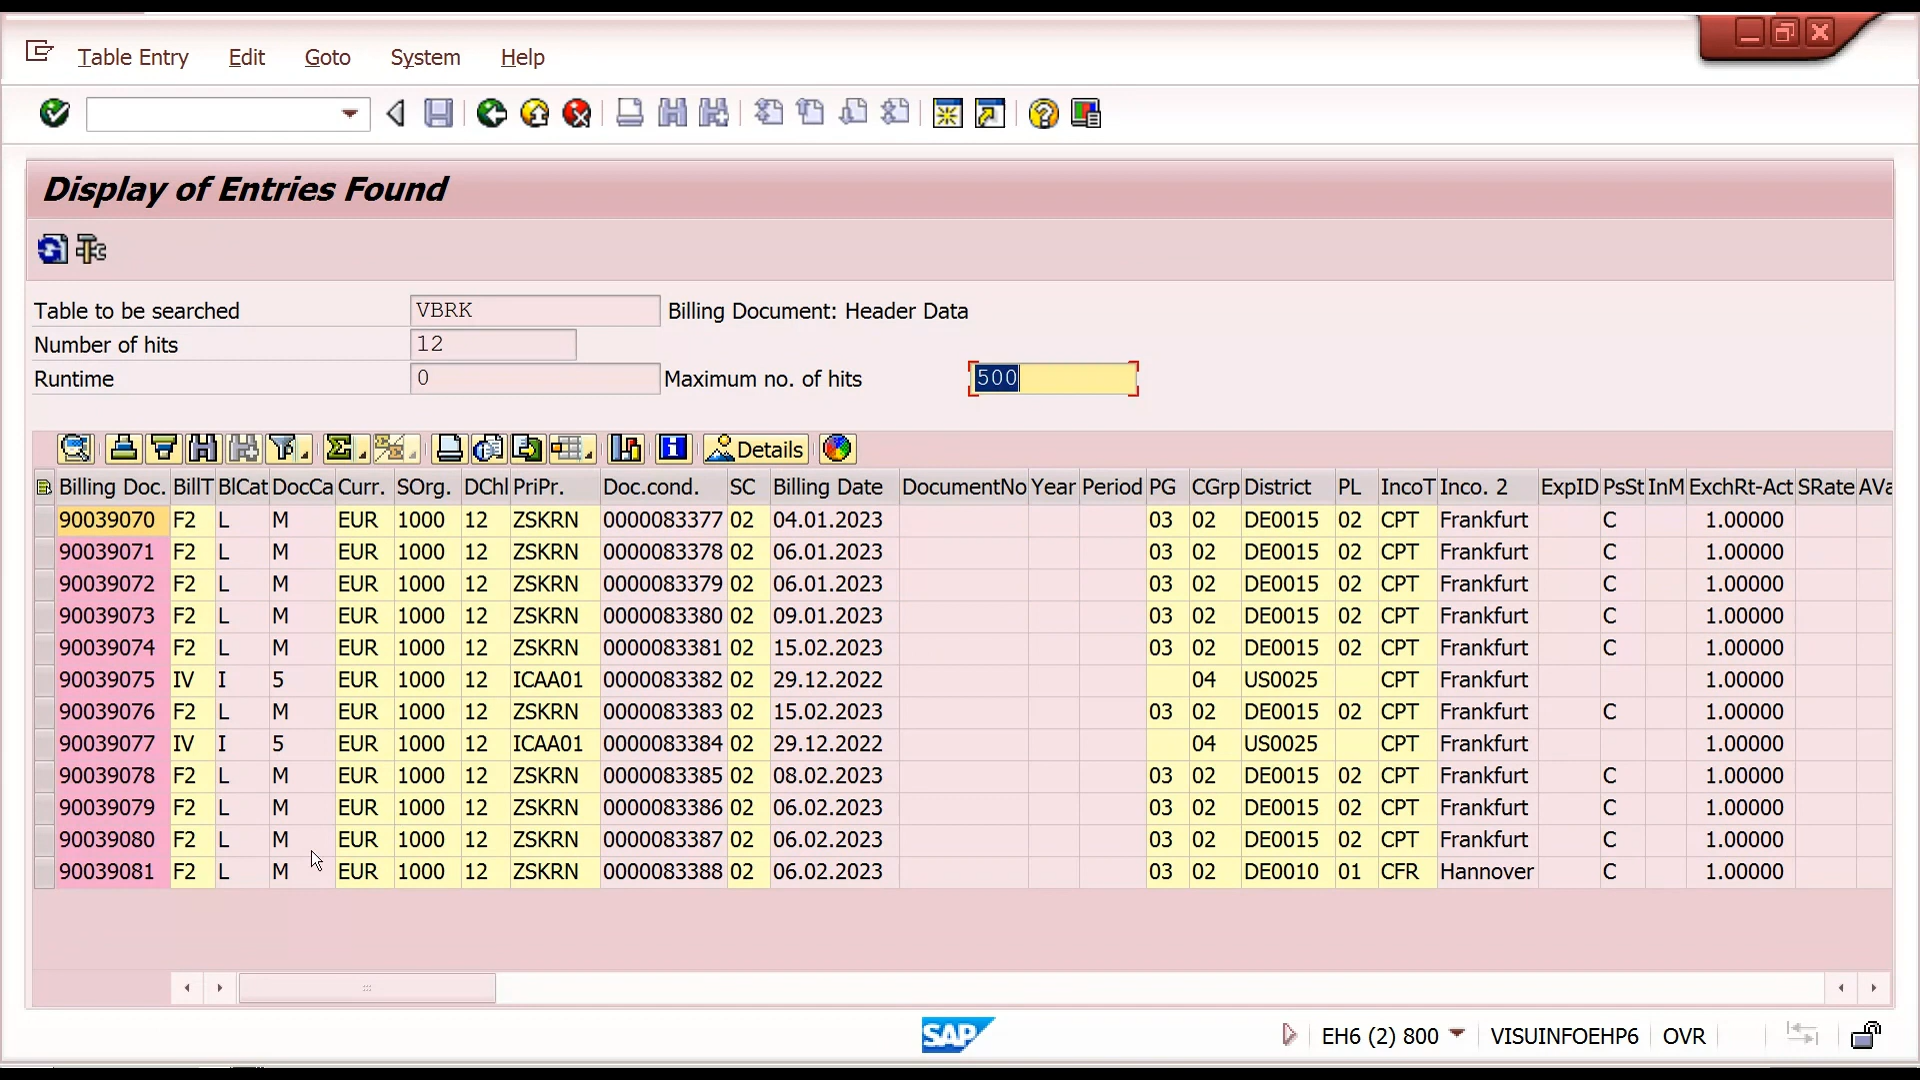 Table Entry Edit Goto System Help
Display of Entries Found
Table to be searched VBRK Billing Document: Header Data
Number of hits 12
Runtime 0 Maximum no. of hits 500
Details
Billing Doc. BillT BlCat DocCa Curr. SOrg. DChl PriPr. Doc.cond. SC Billing Date DocumentNo Year Period PG CGrp District PL IncoT Inco. 2 ExpID PsSt InM ExchRt-Act SRate AVa
90039070 F2 L M EUR 1000 12 ZSKRN 0000083377 02 04.01.2023 03 02 DE0015 02 CPT Frankfurt C 1.00000
90039071 F2 L M EUR 1000 12 ZSKRN 0000083378 02 06.01.2023 03 02 DE0015 02 CPT Frankfurt C 1.00000
90039072 F2 L M EUR 1000 12 ZSKRN 0000083379 02 06.01.2023 03 02 DE0015 02 CPT Frankfurt C 1.00000
90039073 F2 L M EUR 1000 12 ZSKRN 0000083380 02 09.01.2023 03 02 DE0015 02 CPT Frankfurt C 1.00000
90039074 F2 L M EUR 1000 12 ZSKRN 0000083381 02 15.02.2023 03 02 DE0015 02 CPT Frankfurt C 1.00000
90039075 IV I 5 EUR 1000 12 ICAA01 0000083382 02 29.12.2022 04 US0025 CPT Frankfurt 1.00000
90039076 F2 L M EUR 1000 12 ZSKRN 0000083383 02 15.02.2023 03 02 DE0015 02 CPT Frankfurt C 1.00000
90039077 IV I 5 EUR 1000 12 ICAA01 0000083384 02 29.12.2022 04 US0025 CPT Frankfurt 1.00000
90039078 F2 L M EUR 1000 12 ZSKRN 0000083385 02 08.02.2023 03 02 DE0015 02 CPT Frankfurt C 1.00000
90039079 F2 L M EUR 1000 12 ZSKRN 0000083386 02 06.02.2023 03 02 DE0015 02 CPT Frankfurt C 1.00000
90039080 F2 L M EUR 1000 12 ZSKRN 0000083387 02 06.02.2023 03 02 DE0015 02 CPT Frankfurt C 1.00000
90039081 F2 L M EUR 1000 12 ZSKRN 0000083388 02 06.02.2023 03 02 DE0010 01 CFR Hannover C 1.00000
SAP EH6 (2) 800 VISUINFOEHP6 OVR